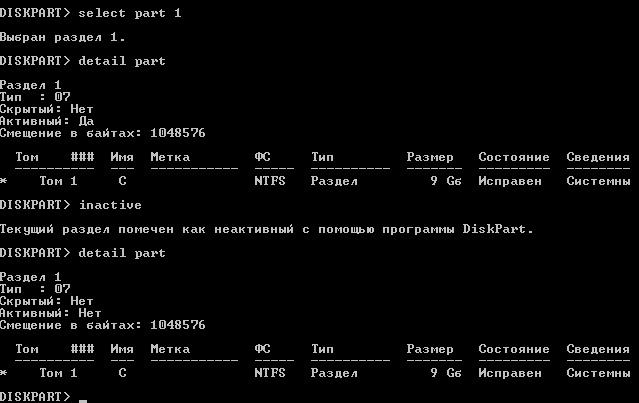 DISKPART> select part 1
Выбран раздел 1.
DISKPART> detail part
Раздел 1
Тип  : 07
Скрытый: Нет
Активный: Да
Смещение в байтах: 1048576
Том    ###  Имя  Метка        ФС     Тип         Размер   Состояние  Сведения
----------  ---  -----------  -----  ----------  -------  ---------  --------
*    Том 1     C                NTFS   Раздел         9 Gб  Исправен  Системны
DISKPART> inactive
Текущий раздел помечен как неактивный с помощью программы DiskPart.
DISKPART> detail part
Раздел 1
Тип  : 07
Скрытый: Нет
Активный: Нет
Смещение в байтах: 1048576
Том    ###  Имя  Метка        ФС     Тип         Размер   Состояние  Сведения
----------  ---  -----------  -----  ----------  -------  ---------  --------
*    Том 1     C                NTFS   Раздел         9 Gб  Исправен  Системны
DISKPART> _